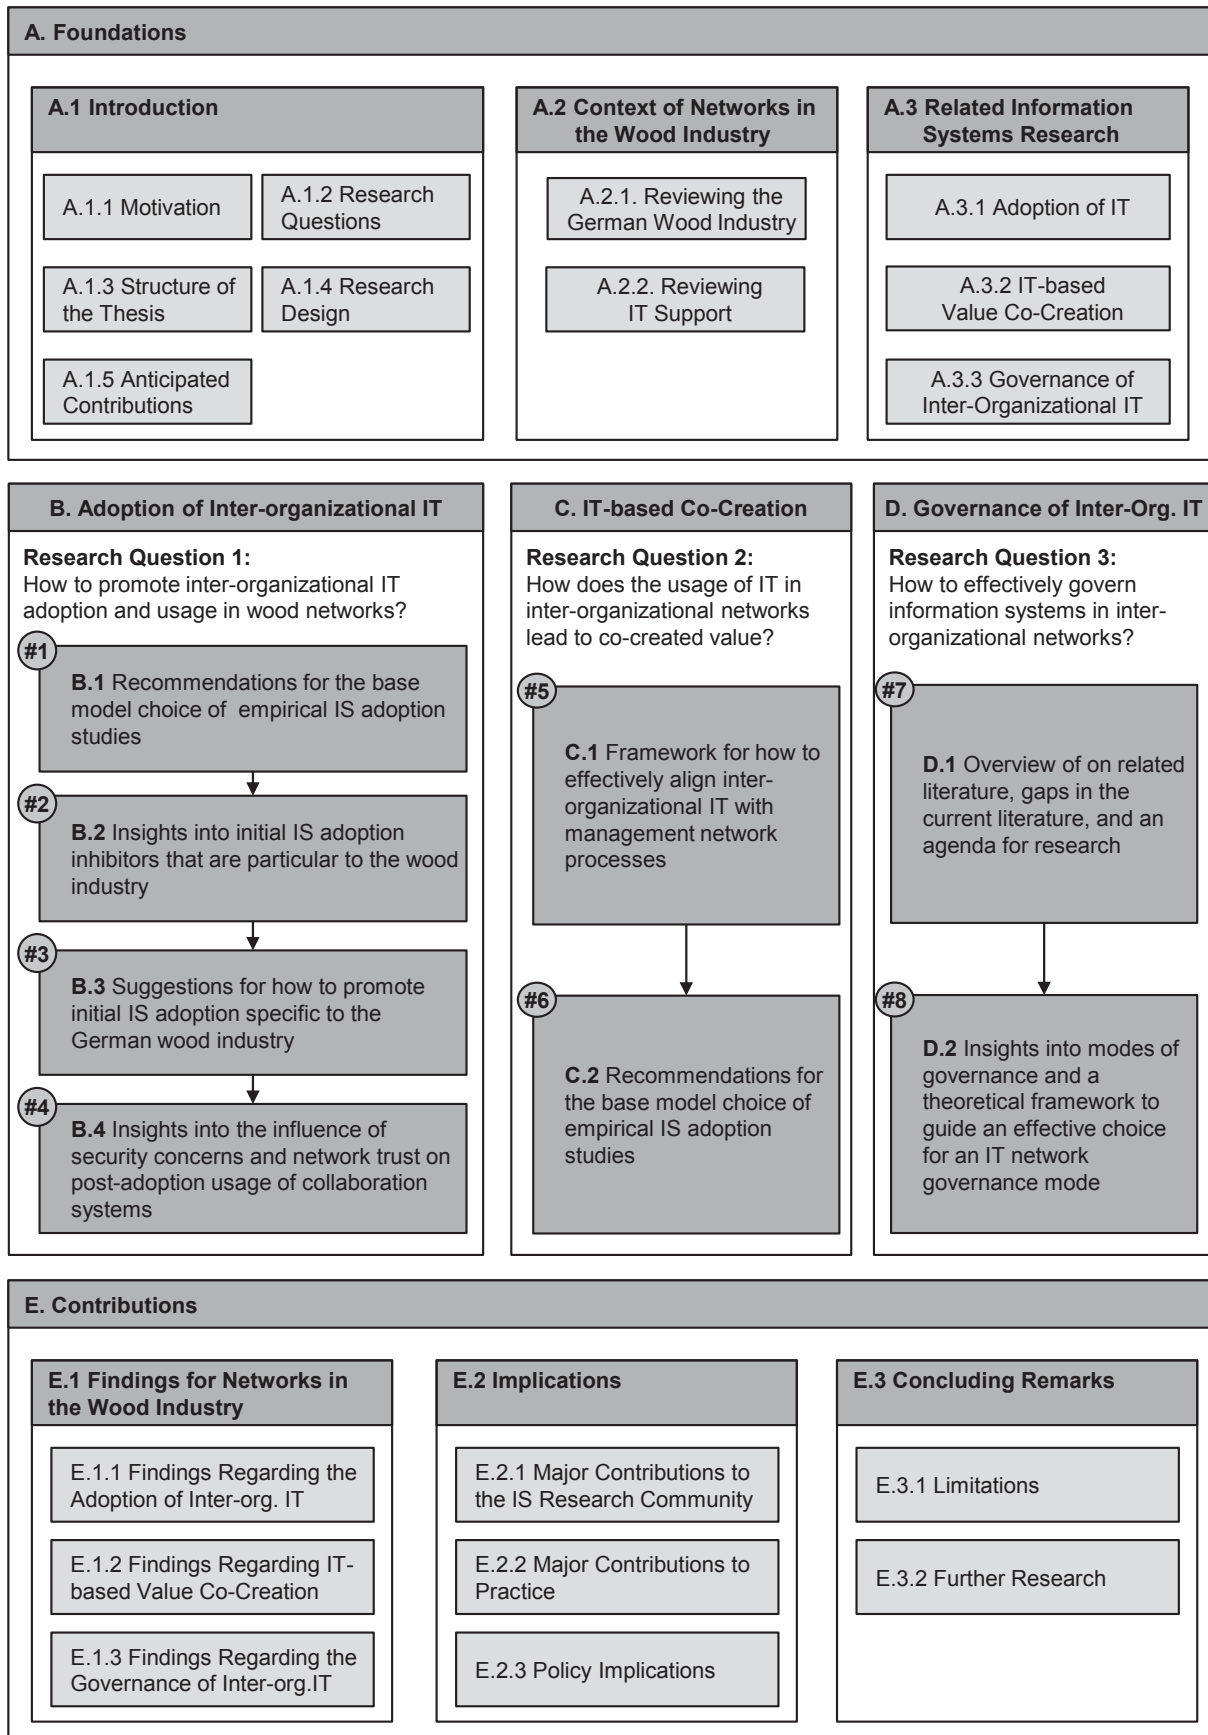 A. Foundations
A.1 Introduction
A.1.1 Motivation
A.1.2 Research
Questions
A.1.3 Structure of
the Thesis
A.1.4 Research
Design
A.1.5 Anticipated
Contributions
A.2 Context of Networks in
the Wood Industry
A.2.1. Reviewing the
German Wood Industry
A.2.2. Reviewing
IT Support
A.3 Related Information
Systems Research
A.3.1 Adoption of IT
A.3.2 IT-based
Value Co-Creation
A.3.3 Governance of
Inter-Organizational IT
B. Adoption of Inter-organizational IT
Research Question 1:
How to promote inter-organizational IT
adoption and usage in wood networks?
#1
B.1 Recommendations for the base
model choice of empirical IS adoption
studies
#2
B.2 Insights into initial IS adoption
inhibitors that are particular to the wood
industry
#3
B.3 Suggestions for how to promote
initial IS adoption specific to the
German wood industry
#4
B.4 Insights into the influence of
security concerns and network trust on
post-adoption usage of collaboration
systems
C. IT-based Co-Creation
Research Question 2:
How does the usage of IT in
inter-organizational networks
lead to co-created value?
#5
C.1 Framework for how to
effectively align inter-
organizational IT with
management network
processes
#6
C.2 Recommendations for
the base model choice of
empirical IS adoption
studies
D. Governance of Inter-Org. IT
Research Question 3:
How to effectively govern
information systems in inter-
organizational networks?
#7
D.1 Overview of on related
literature, gaps in the
current literature, and an
agenda for research
#8
D.2 Insights into modes of
governance and a
theoretical framework to
guide an effective choice
for an IT network
governance mode
E. Contributions
E.1 Findings for Networks in
the Wood Industry
E.1.1 Findings Regarding the
Adoption of Inter-org. IT
E.1.2 Findings Regarding IT-
based Value Co-Creation
E.1.3 Findings Regarding the
Governance of Inter-org.IT
E.2 Implications
E.2.1 Major Contributions to
the IS Research Community
E.2.2 Major Contributions to
Practice
E.2.3 Policy Implications
E.3 Concluding Remarks
E.3.1 Limitations
E.3.2 Further Research